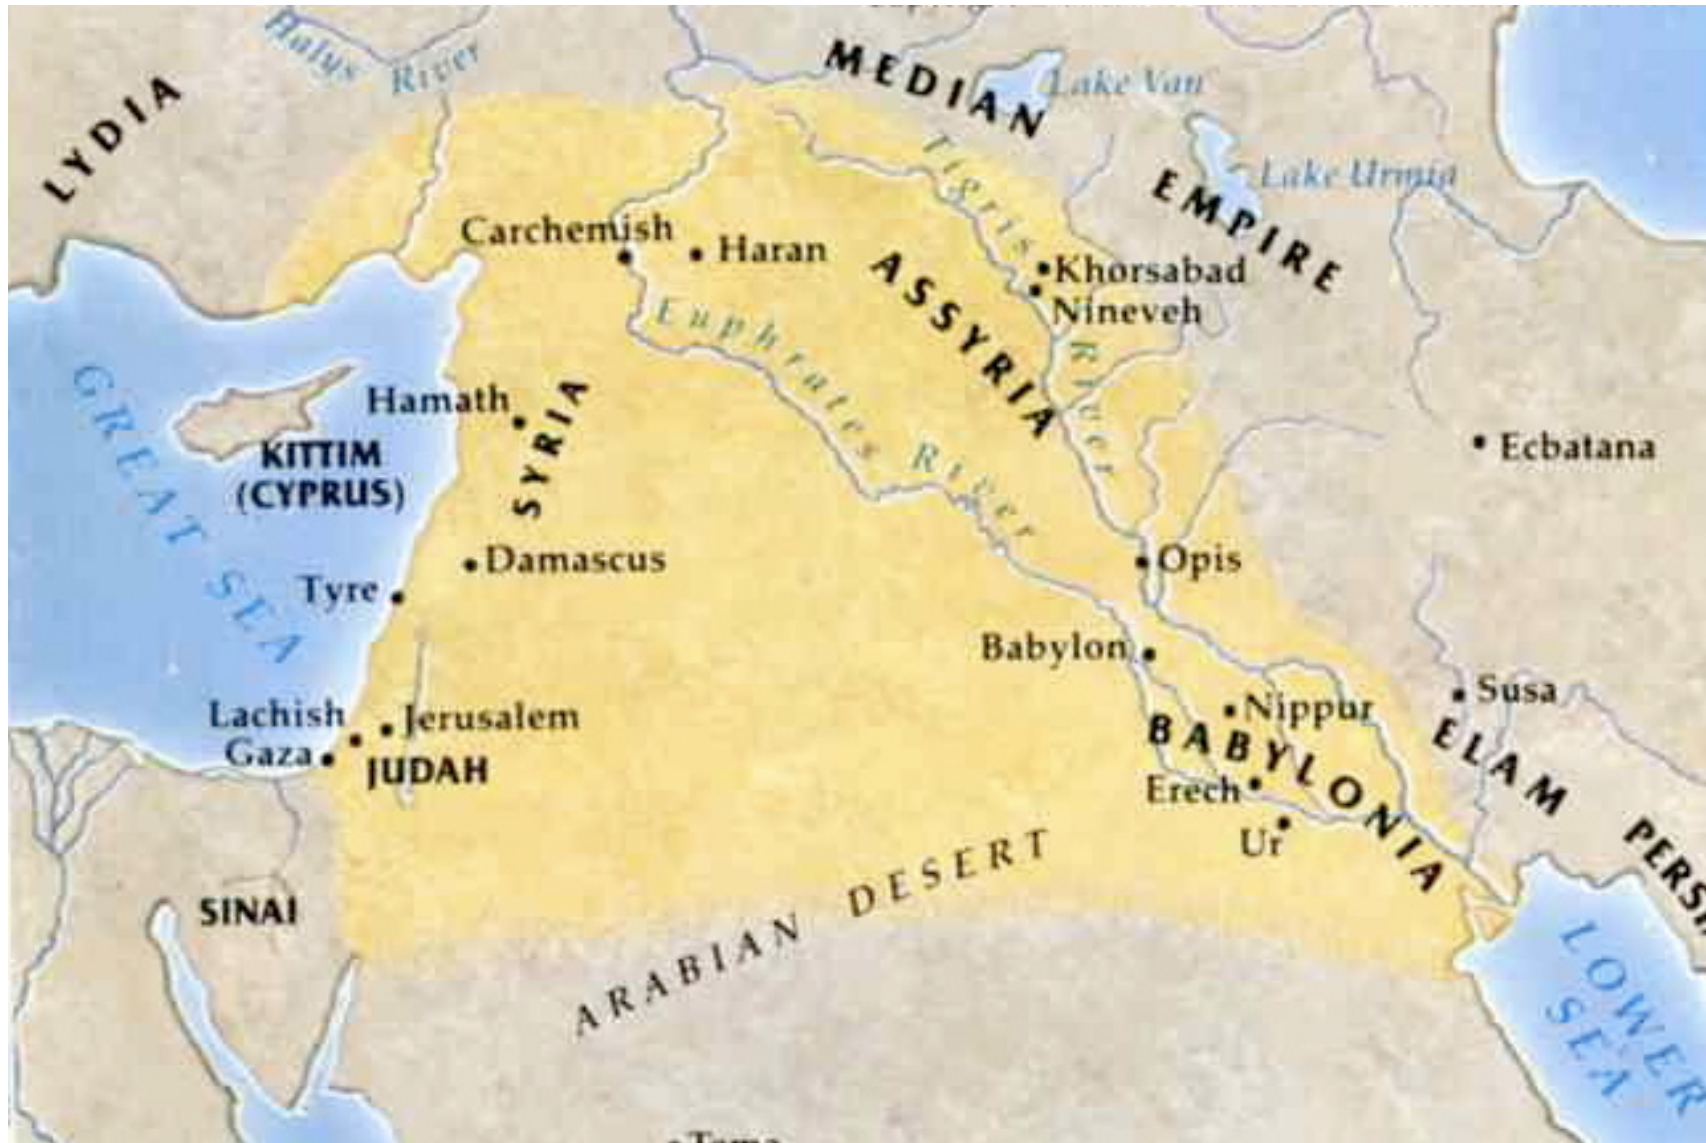 Halys River
MEDIAN
EMPIRE
Lake Van
LYDIA
Tigris River
Lake Urmia
Carchemish
Haran
ASSYRIA
Khorsabad
Nineveh
Euphrates River
GREAT SEA
Hamath
SYRIA
KITTIM
(CYPRUS)
Ecbatana
Damascus
Opis
Tyre
Babylon
Susa
Lachish
Jerusalem
Nippur
Gaza
JUDAH
BABYLONIA
ELAM
Erech
Ur
ARABIAN DESERT
SINAI
LOWER
SEA